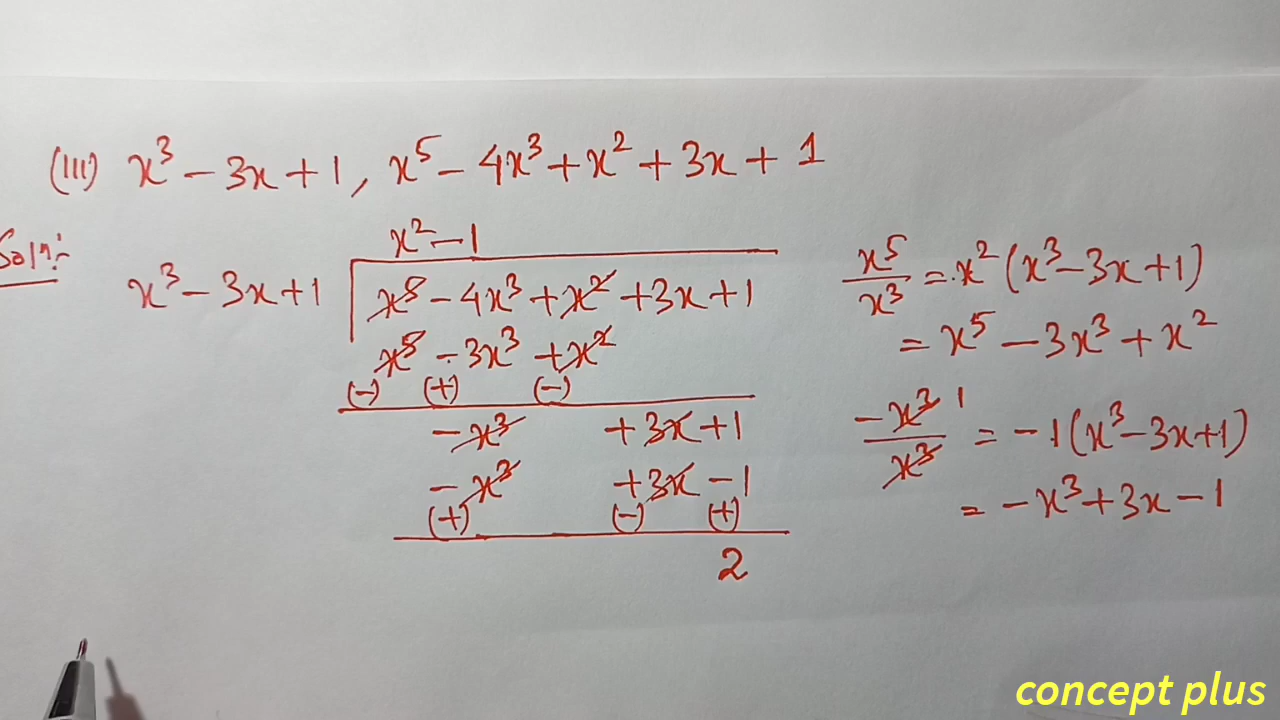 (III) x³ - 3x + 1, x⁵ - 4x³ + x² + 3x + 1
Solⁿ:-
x² - 1
x³ - 3x + 1 x⁵ - 4x³ + x² + 3x + 1
x⁵ - 3x³ + x²
(-) (+) (-)
- x³ + 3x + 1
- x³ + 3x - 1
(+) (-) (+)
2
x⁵/x³ = x² (x³ - 3x + 1)
= x⁵ - 3x³ + x²
-x³/x³ 1 = -1 (x³ - 3x + 1)
= - x³ + 3x - 1
concept plus